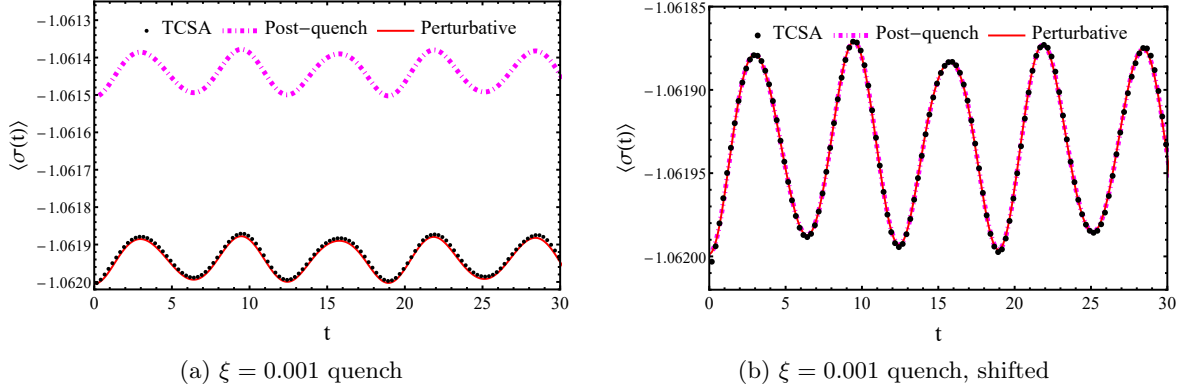 TCSA Post−quench Perturbative
⟨σ(t)⟩
−1.0613
−1.0614
−1.0615
−1.0616
−1.0617
−1.0618
−1.0619
−1.0620
0 5 10 15 20 25 30
t
(a) ξ = 0.001 quench
TCSA Post−quench Perturbative
⟨σ(t)⟩
−1.06185
−1.06190
−1.06195
−1.06200
0 5 10 15 20 25 30
t
(b) ξ = 0.001 quench, shifted